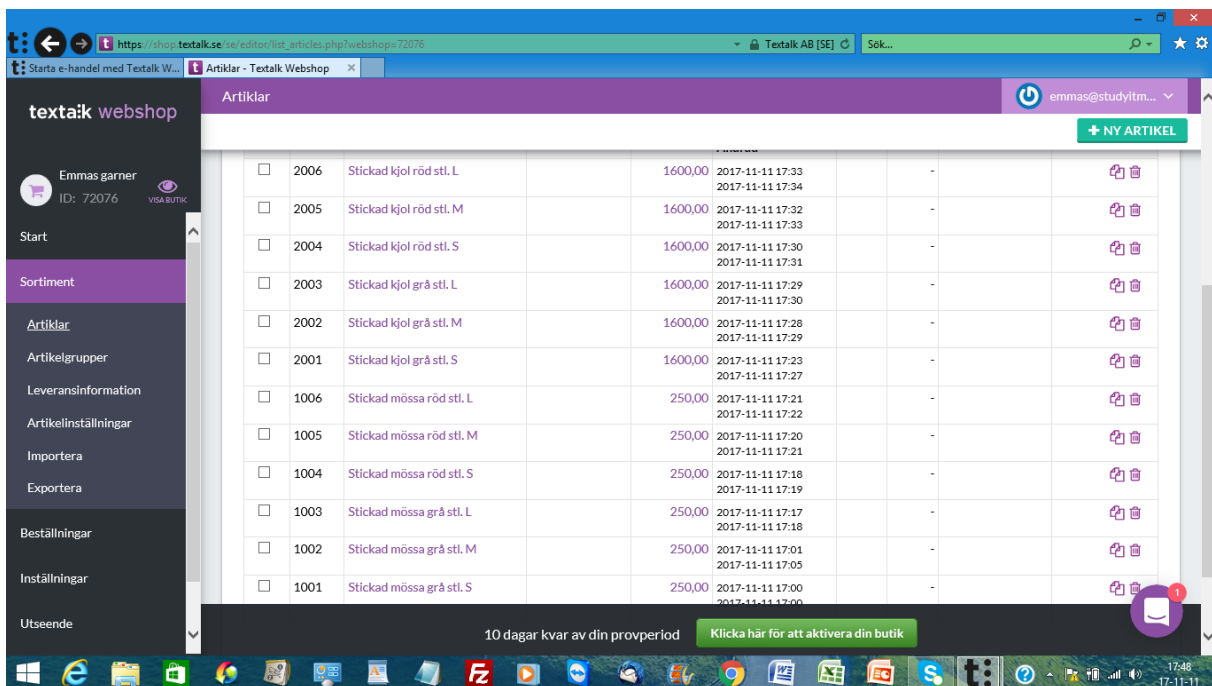 https://shop.textalk.se/se/editor/list_articles.php?webshop=72076
Textalk AB [SE]
Sök...
Starta e-handel med Textalk W...
Artiklar - Textalk Webshop
texta:k webshop
Artiklar
emmas@studyitm...
+ NY ARTIKEL
Emmas garner
ID: 72076
VISA BUTIK
Start
Sortiment
Artiklar
Artikelgrupper
Leveransinformation
Artikelinställningar
Importera
Exportera
Beställningar
Inställningar
Utseende
2006 Stickad kjol röd stl. L 1600,00 2017-11-11 17:33 -
2017-11-11 17:34
2005 Stickad kjol röd stl. M 1600,00 2017-11-11 17:32 -
2017-11-11 17:33
2004 Stickad kjol röd stl. S 1600,00 2017-11-11 17:30 -
2017-11-11 17:31
2003 Stickad kjol grå stl. L 1600,00 2017-11-11 17:29 -
2017-11-11 17:30
2002 Stickad kjol grå stl. M 1600,00 2017-11-11 17:28 -
2017-11-11 17:29
2001 Stickad kjol grå stl. S 1600,00 2017-11-11 17:23 -
2017-11-11 17:27
1006 Stickad mössa röd stl. L 250,00 2017-11-11 17:21 -
2017-11-11 17:22
1005 Stickad mössa röd stl. M 250,00 2017-11-11 17:20 -
2017-11-11 17:21
1004 Stickad mössa röd stl. S 250,00 2017-11-11 17:18 -
2017-11-11 17:19
1003 Stickad mössa grå stl. L 250,00 2017-11-11 17:17 -
2017-11-11 17:18
1002 Stickad mössa grå stl. M 250,00 2017-11-11 17:01 -
2017-11-11 17:05
1001 Stickad mössa grå stl. S 250,00 2017-11-11 17:00 -
2017-11-11 17:00
1
10 dagar kvar av din provperiod
Klicka här för att aktivera din butik
17:48
17-11-11